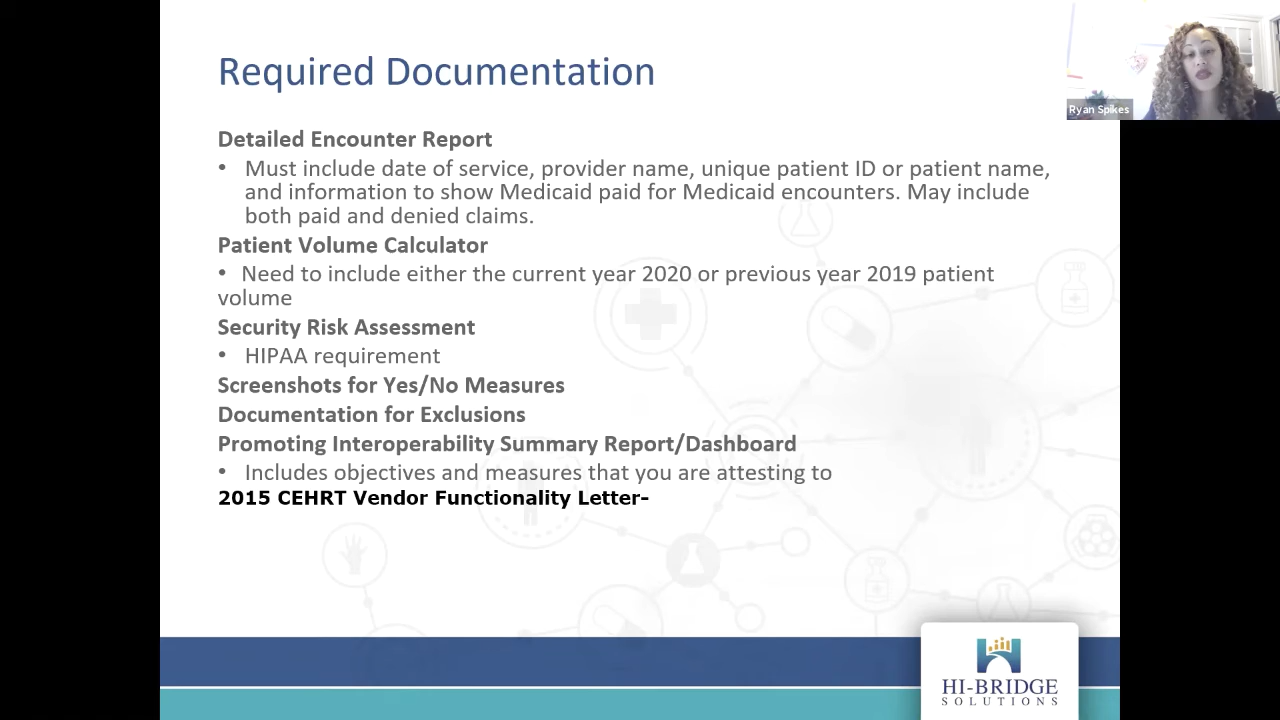 Required Documentation
Ryan Spikes
Detailed Encounter Report
• Must include date of service, provider name, unique patient ID or patient name,
and information to show Medicaid paid for Medicaid encounters. May include
both paid and denied claims.
Patient Volume Calculator
• Need to include either the current year 2020 or previous year 2019 patient
volume
Security Risk Assessment
• HIPAA requirement
Screenshots for Yes/No Measures
Documentation for Exclusions
Promoting Interoperability Summary Report/Dashboard
• Includes objectives and measures that you are attesting to
2015 CEHRT Vendor Functionality Letter-
HI-BRIDGE
SOLUTIONS